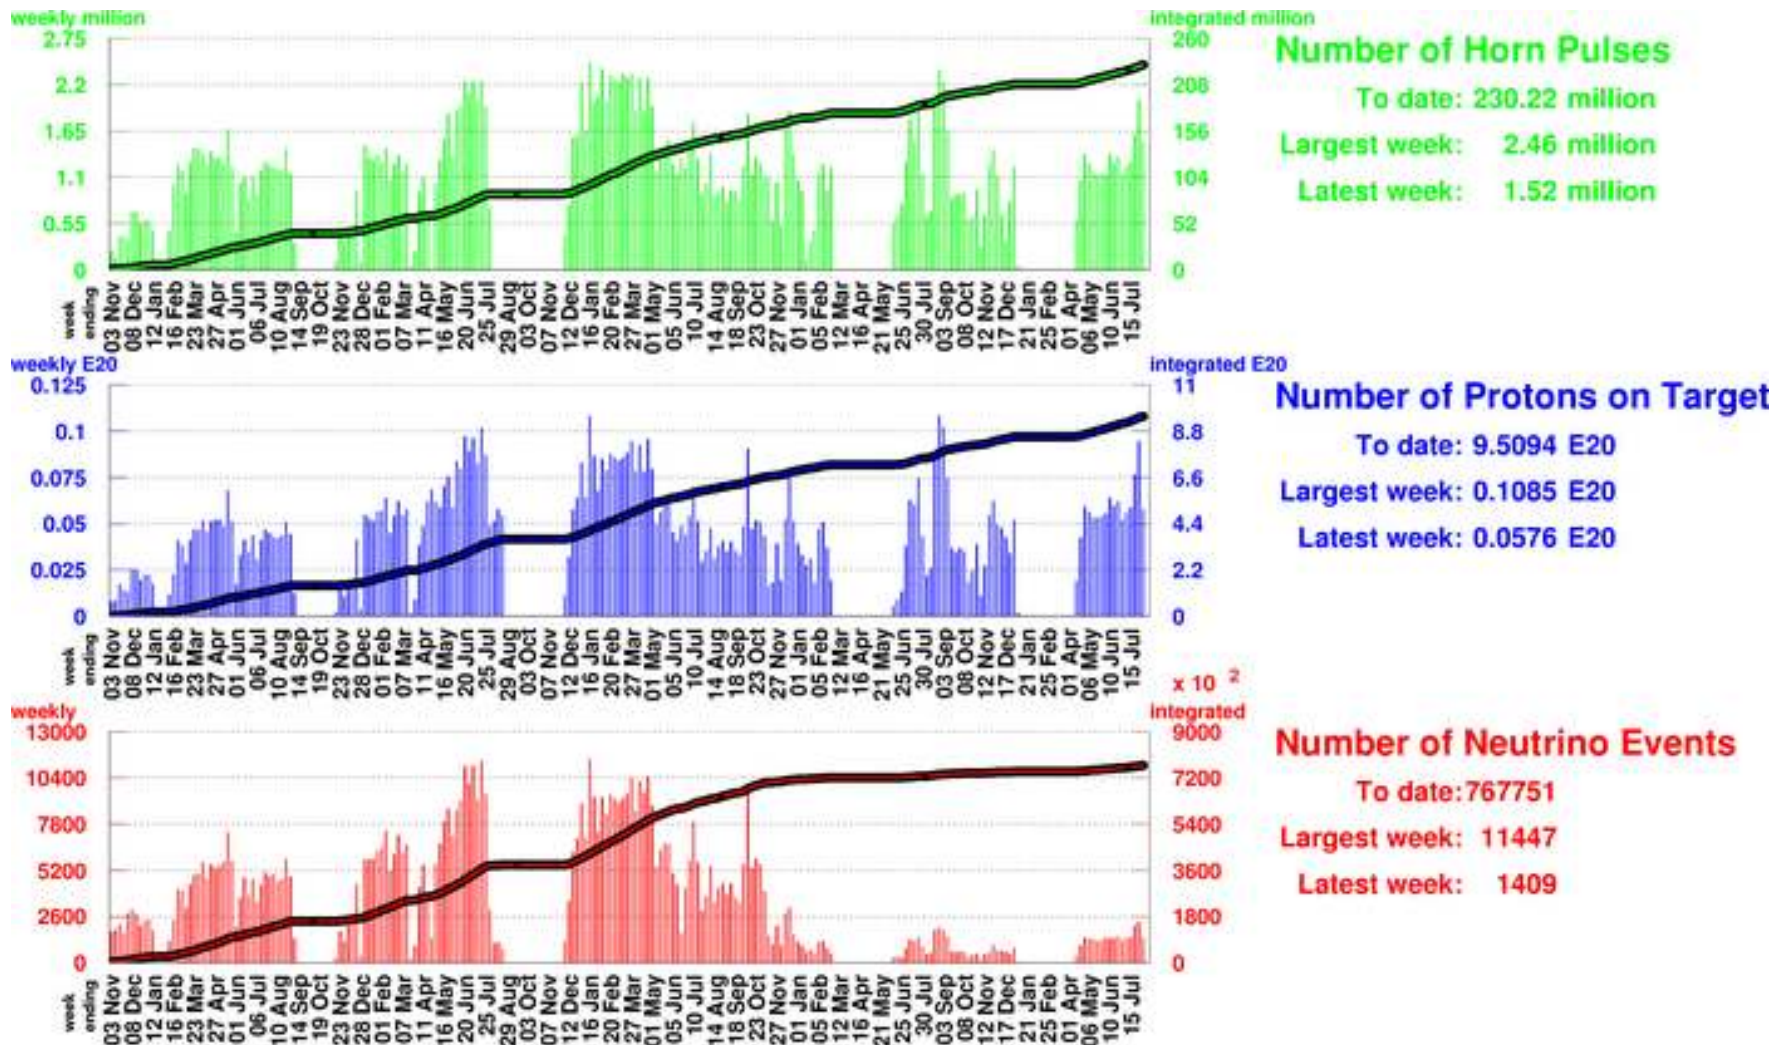 weekly million
integrated million
2.75
2.2
1.65
1.1
0.55
0
260
208
156
104
52
0
Number of Horn Pulses
To date: 230.22 million
Largest week: 2.46 million
Latest week: 1.52 million
week ending
03 Nov
08 Dec
12 Jan
16 Feb
23 Mar
27 Apr
01 Jun
06 Jul
10 Aug
14 Sep
19 Oct
23 Nov
28 Dec
01 Feb
07 Mar
11 Apr
16 May
20 Jun
25 Jul
29 Aug
03 Oct
07 Nov
12 Dec
16 Jan
20 Feb
27 Mar
01 May
05 Jun
10 Jul
14 Aug
18 Sep
23 Oct
27 Nov
01 Jan
05 Feb
12 Mar
16 Apr
21 May
25 Jun
30 Jul
03 Sep
08 Oct
12 Nov
17 Dec
21 Jan
25 Feb
01 Apr
06 May
10 Jun
15 Jul
weekly E20
integrated E20
0.125
0.1
0.075
0.05
0.025
0
11
8.8
6.6
4.4
2.2
0
Number of Protons on Target
To date: 9.5094 E20
Largest week: 0.1085 E20
Latest week: 0.0576 E20
week ending
03 Nov
08 Dec
12 Jan
16 Feb
23 Mar
27 Apr
01 Jun
06 Jul
10 Aug
14 Sep
19 Oct
23 Nov
28 Dec
01 Feb
07 Mar
11 Apr
16 May
20 Jun
25 Jul
29 Aug
03 Oct
07 Nov
12 Dec
16 Jan
20 Feb
27 Mar
01 May
05 Jun
10 Jul
14 Aug
18 Sep
23 Oct
27 Nov
01 Jan
05 Feb
12 Mar
16 Apr
21 May
25 Jun
30 Jul
03 Sep
08 Oct
12 Nov
17 Dec
21 Jan
25 Feb
01 Apr
06 May
10 Jun
15 Jul
x 10 2
weekly
integrated
13000
10400
7800
5200
2600
0
9000
7200
5400
3600
1800
0
Number of Neutrino Events
To date: 767751
Largest week: 11447
Latest week: 1409
week ending
03 Nov
08 Dec
12 Jan
16 Feb
23 Mar
27 Apr
01 Jun
06 Jul
10 Aug
14 Sep
19 Oct
23 Nov
28 Dec
01 Feb
07 Mar
11 Apr
16 May
20 Jun
25 Jul
29 Aug
03 Oct
07 Nov
12 Dec
16 Jan
20 Feb
27 Mar
01 May
05 Jun
10 Jul
14 Aug
18 Sep
23 Oct
27 Nov
01 Jan
05 Feb
12 Mar
16 Apr
21 May
25 Jun
30 Jul
03 Sep
08 Oct
12 Nov
17 Dec
21 Jan
25 Feb
01 Apr
06 May
10 Jun
15 Jul